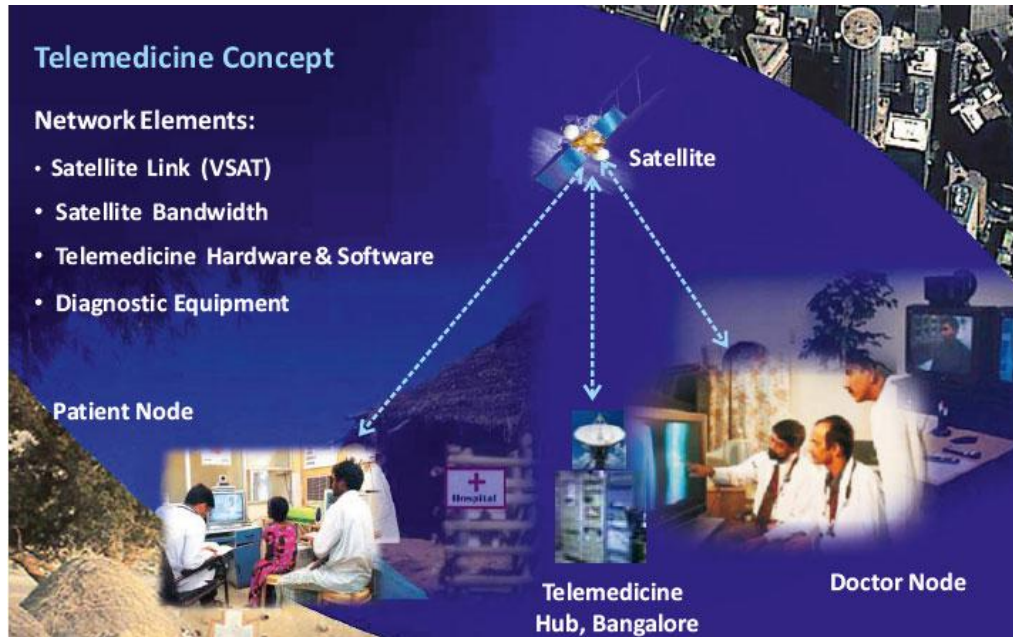 Telemedicine Concept
Network Elements:
• Satellite Link (VSAT)
• Satellite Bandwidth
• Telemedicine Hardware & Software
• Diagnostic Equipment
Satellite
Patient Node
Hospital
Telemedicine
Hub, Bangalore
Doctor Node